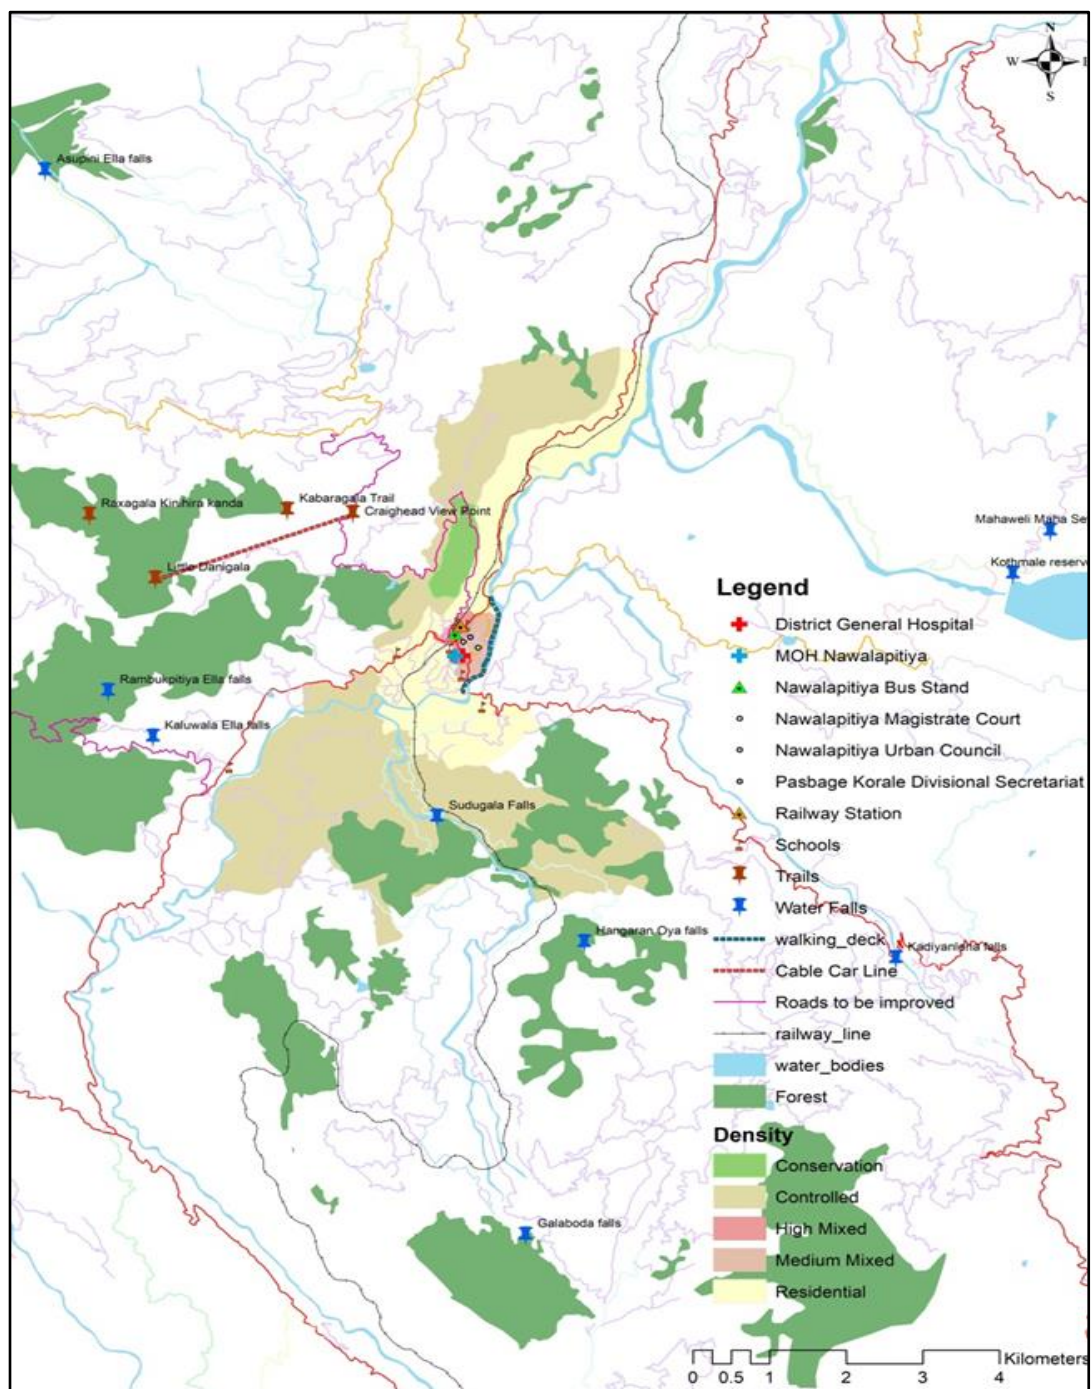 N
W
E
S
Asupini Ella falls
Raxagala Kinihira kanda
Kabaragala Trail
Craighead View Point
Little Danigala
Mahaweli Maha Se
Kothmale reserv
Rambukpitiya Ella falls
Kaluwala Ella falls
Sudugala Falls
Hangaran Oya falls
Kadiyanlena falls
Galaboda falls
Legend
District General Hospital
MOH Nawalapitiya
Nawalapitiya Bus Stand
Nawalapitiya Magistrate Court
Nawalapitiya Urban Council
Pasbage Korale Divisional Secretariat
Railway Station
Schools
Trails
Water Falls
walking_deck
Cable Car Line
Roads to be improved
railway_line
water_bodies
Forest
Density
Conservation
Controlled
High Mixed
Medium Mixed
Residential
Kilometers
0 0.5 1 2 3 4